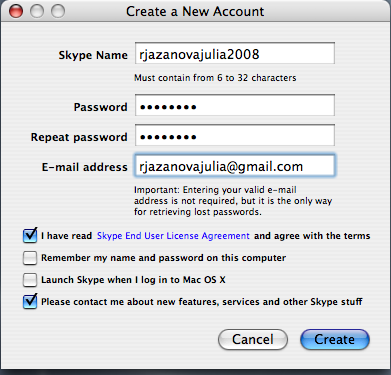 Create a New Account
Skype Name rjazanovajulia2008
Must contain from 6 to 32 characters
Password ••••••••
Repeat password ••••••••
E-mail address rjazanovajulia@gmail.com
Important: Entering your valid e-mail
address is not required, but it is the only way
for retrieving lost passwords.
I have read Skype End User License Agreement and agree with the terms
Remember my name and password on this computer
Launch Skype when I log in to Mac OS X
Please contact me about new features, services and other Skype stuff
Cancel Create